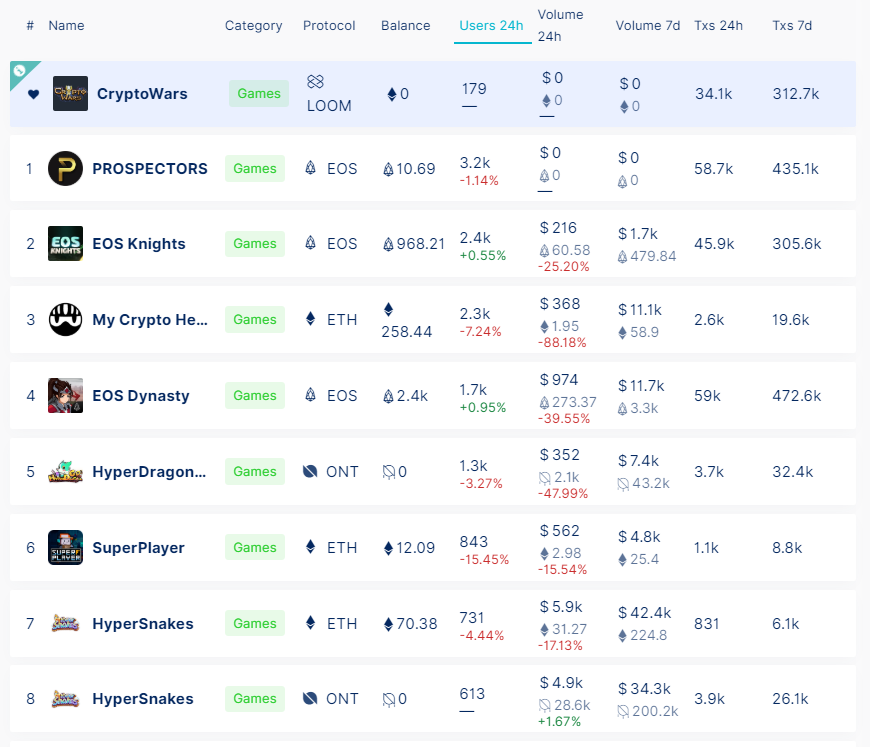 # Name Category Protocol Balance Users 24h Volume 24h Volume 7d Txs 24h Txs 7d
CRYPTO WARS CryptoWars Games LOOM 0 179 — $ 0 0 — $ 0 0 34.1k 312.7k
1 P PROSPECTORS Games EOS 10.69 3.2k -1.14% $ 0 0 — $ 0 0 58.7k 435.1k
2 EOS KNIGHTS EOS Knights Games EOS 968.21 2.4k +0.55% $ 216 60.58 -25.20% $ 1.7k 479.84 45.9k 305.6k
3 My Crypto He... Games ETH 258.44 2.3k -7.24% $ 368 1.95 -88.18% $ 11.1k 58.9 2.6k 19.6k
4 EOS Dynasty Games EOS 2.4k 1.7k +0.95% $ 974 273.37 -39.55% $ 11.7k 3.3k 59k 472.6k
5 HyperDragon... Games ONT 0 1.3k -3.27% $ 352 2.1k -47.99% $ 7.4k 43.2k 3.7k 32.4k
6 SUPER PLAYER SuperPlayer Games ETH 12.09 843 -15.45% $ 562 2.98 -15.54% $ 4.8k 25.4 1.1k 8.8k
7 HyperSnakes Games ETH 70.38 731 -4.44% $ 5.9k 31.27 -17.13% $ 42.4k 224.8 831 6.1k
8 HyperSnakes Games ONT 0 613 — $ 4.9k 28.6k +1.67% $ 34.3k 200.2k 3.9k 26.1k